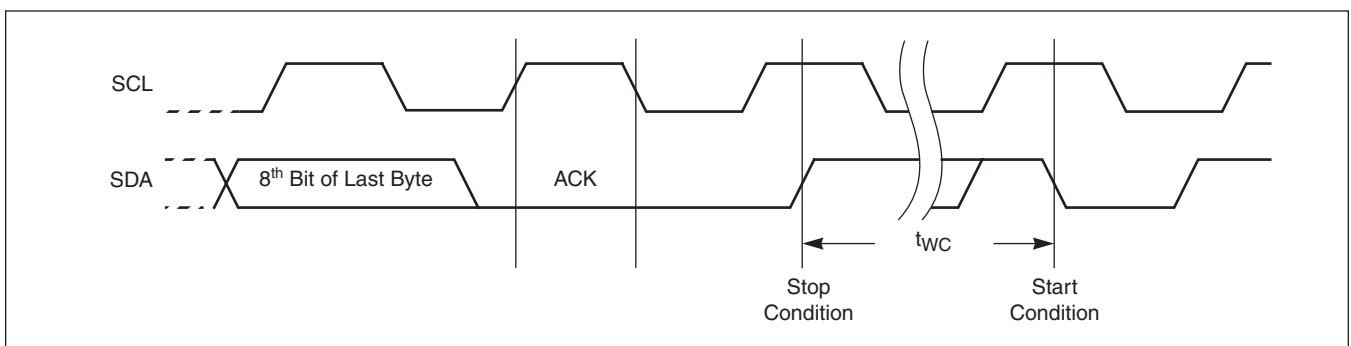 SCL
SDA
8th Bit of Last Byte
ACK
tWC
Stop
Condition
Start
Condition